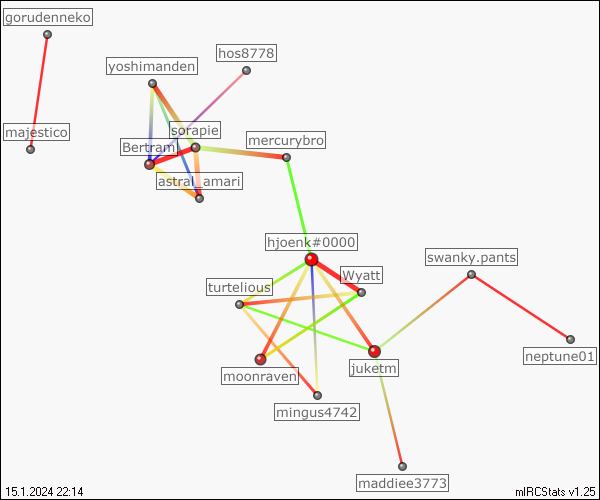 gorudenneko
hos8778
yoshimanden
majestico
sorapie
mercurybro
Bertram
astral_amari
hjoenk#0000
swanky.pants
Wyatt
turtelious
neptune01
moonraven
juketm
mingus4742
maddiee3773
15.1.2024 22:14
mIRCStats v1.25